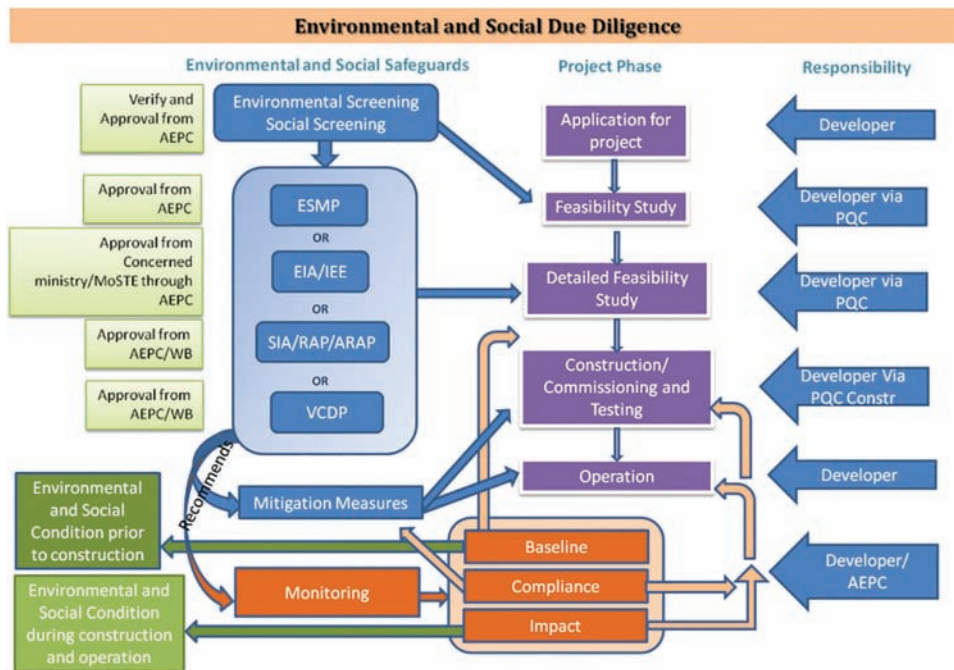 Environmental and Social Due Diligence
Environmental and Social Safeguards
Project Phase
Responsibility
Verify and
Approval from
AEPC
Environmental Screening
Social Screening
Application for
project
Developer
Approval from
AEPC
ESMP
Feasibility Study
Developer via
PQC
OR
Approval from
Concerned
ministry/MoSTE through
AEPC
EIA/IEE
Detailed Feasibility
Study
Developer via
PQC
OR
Approval from
AEPC/WB
SIA/RAP/ARAP
Construction/
Commissioning and
Testing
Developer Via
PQC Constr
OR
Approval from
AEPC/WB
VCDP
Recommends
Operation
Developer
Environmental
and Social
Condition prior
to construction
Mitigation Measures
Baseline
Developer/
AEPC
Environmental and
Social Condition
during construction
and operation
Monitoring
Compliance
Impact